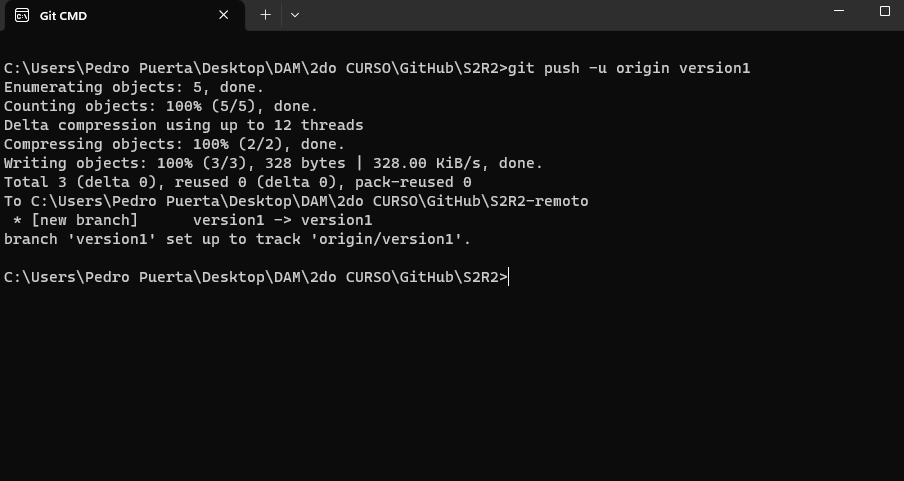 Git CMD
C:\Users\Pedro Puerta\Desktop\DAM\2do CURSO\GitHub\S2R2>git push -u origin version1
Enumerating objects: 5, done.
Counting objects: 100% (5/5), done.
Delta compression using up to 12 threads
Compressing objects: 100% (2/2), done.
Writing objects: 100% (3/3), 328 bytes | 328.00 KiB/s, done.
Total 3 (delta 0), reused 0 (delta 0), pack-reused 0
To C:\Users\Pedro Puerta\Desktop\DAM\2do CURSO\GitHub\S2R2-remoto
 * [new branch]      version1 -> version1
branch 'version1' set up to track 'origin/version1'.
C:\Users\Pedro Puerta\Desktop\DAM\2do CURSO\GitHub\S2R2>